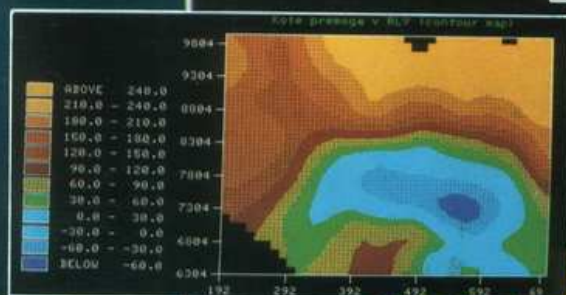 Kote premoga v RLV (contour map)
ABOVE 240.0
210.0 - 240.0
180.0 - 210.0
150.0 - 180.0
120.0 - 150.0
90.0 - 120.0
60.0 - 90.0
30.0 - 60.0
0.0 - 30.0
-30.0 - 0.0
-60.0 - -30.0
BELOW -60.0
9804
9304
8804
8304
7804
7304
6804
6304
192 292 392 492 592 69